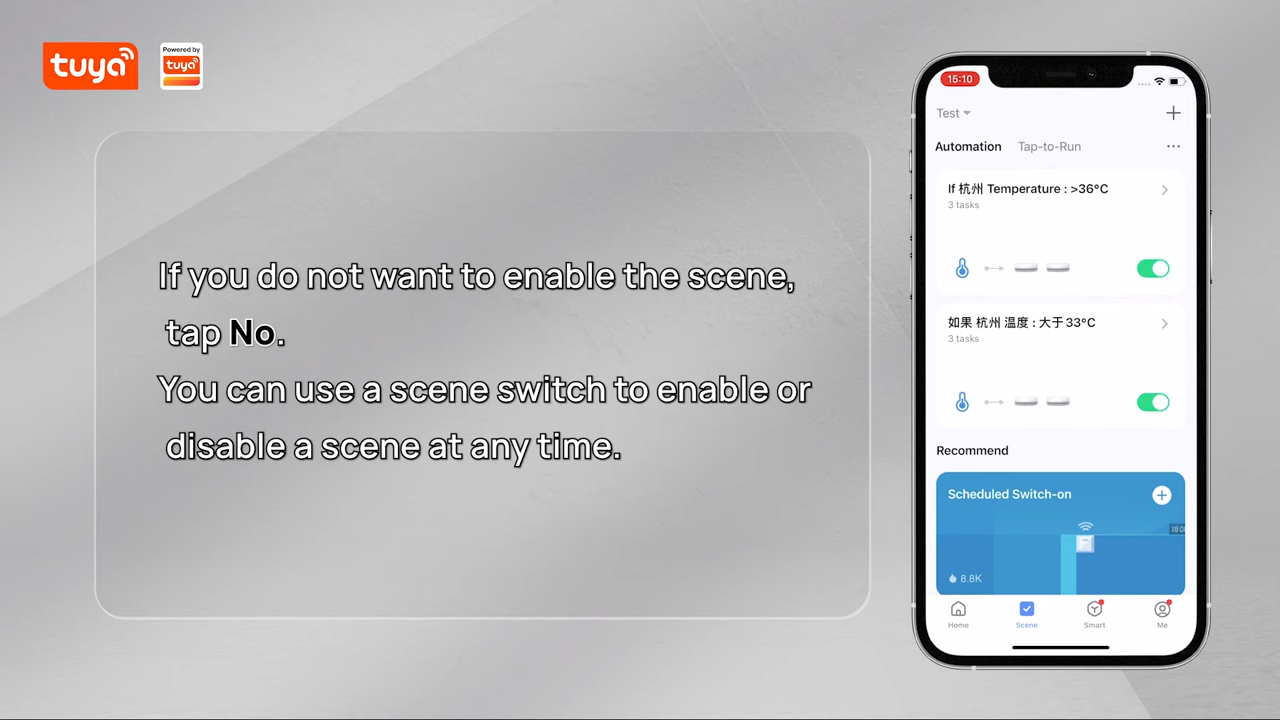 tuya
Powered by
tuya
If you do not want to enable the scene,
tap No.
You can use a scene switch to enable or
disable a scene at any time.
15:10
Test
Automation Tap-to-Run
If 杭州 Temperature : >36°C
3 tasks
如果 杭州 温度 : 大于33°C
3 tasks
Recommend
Scheduled Switch-on
8.8K
Home Scene Smart Me